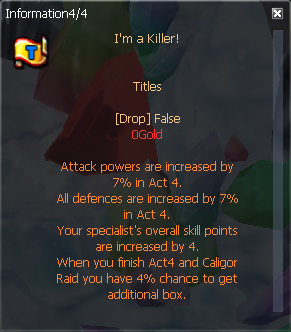 Information4/4
I'm a Killer!
T
Titles
[Drop] False
0Gold
Attack powers are increased by
7% in Act 4.
All defences are increased by 7%
in Act 4.
Your specialist's overall skill points
are increased by 4.
When you finish Act4 and Caligor
Raid you have 4% chance to get
additional box.